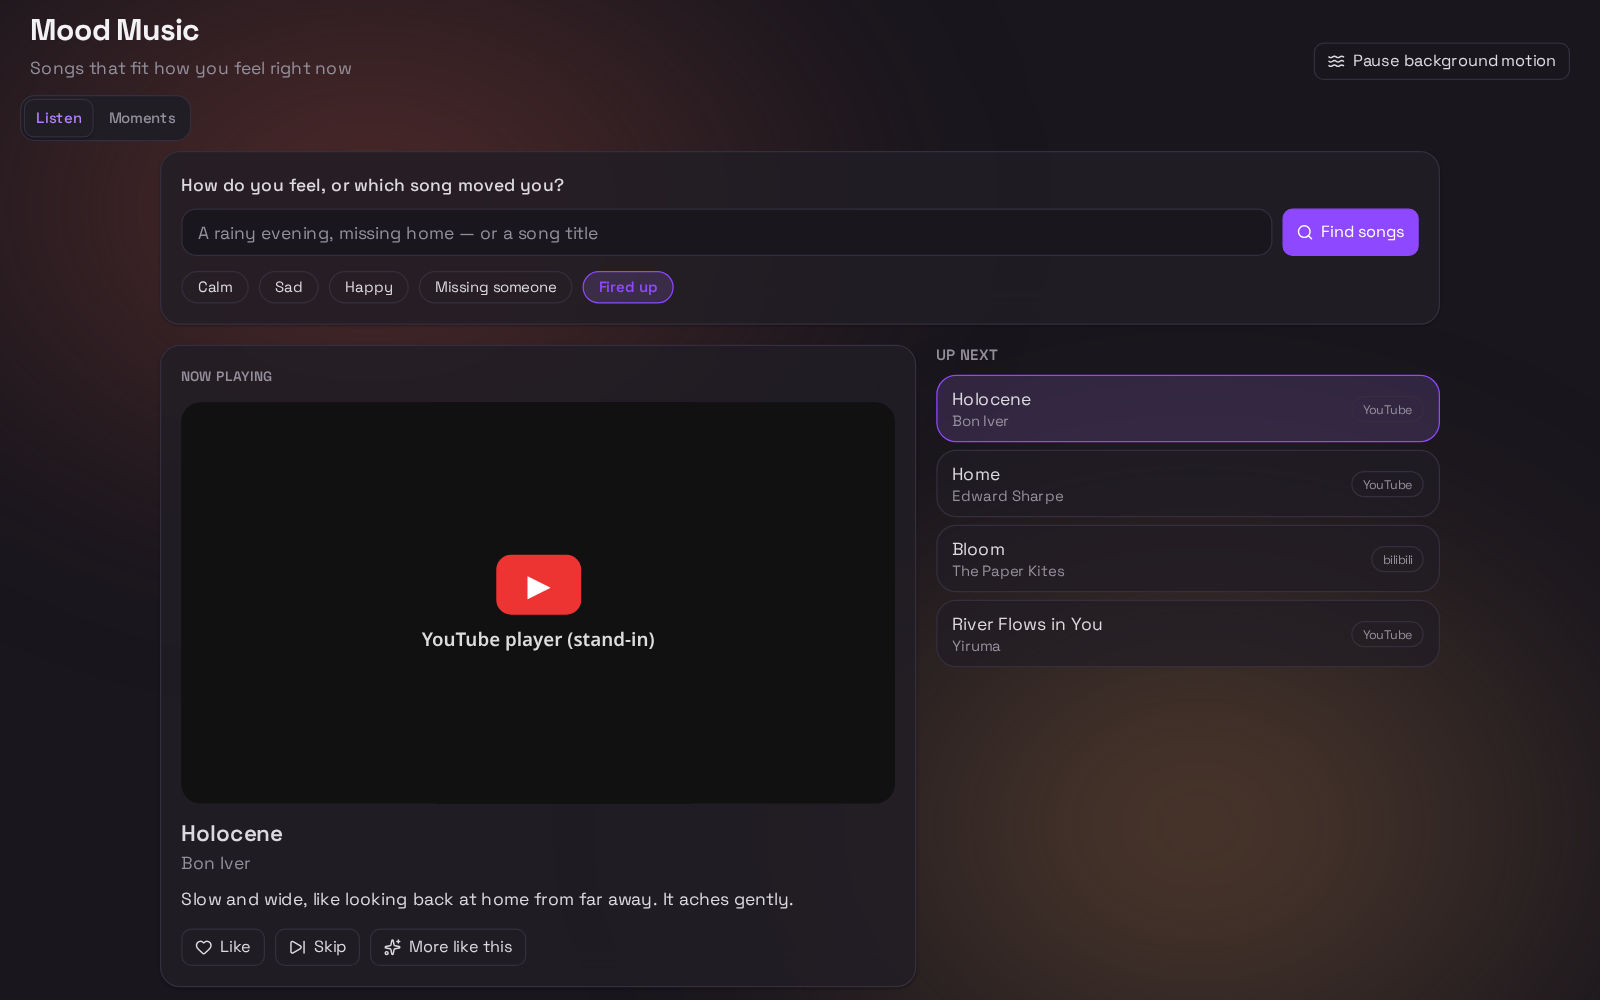 Mood Music
Songs that fit how you feel right now
Pause background motion
Listen
Moments
How do you feel, or which song moved you?
A rainy evening, missing home — or a song title
Find songs
Calm
Sad
Happy
Missing someone
Fired up
NOW PLAYING
YouTube player (stand-in)
Holocene
Bon Iver
Slow and wide, like looking back at home from far away. It aches gently.
Like
Skip
More like this
UP NEXT
Holocene
Bon Iver
YouTube
Home
Edward Sharpe
YouTube
Bloom
The Paper Kites
bilibili
River Flows in You
Yiruma
YouTube